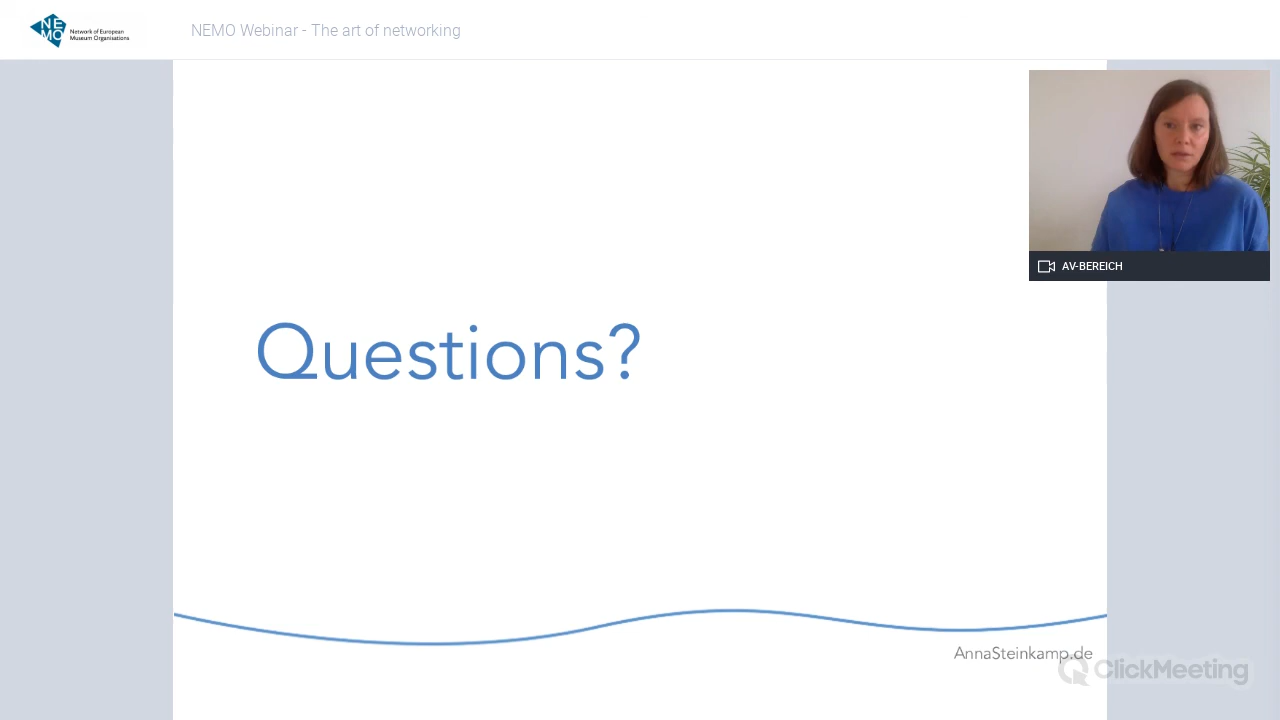 NE
MO
Network of European
Museum Organisations
NEMO Webinar - The art of networking
AV-BEREICH
Questions?
AnnaSteinkamp.de
ClickMeeting